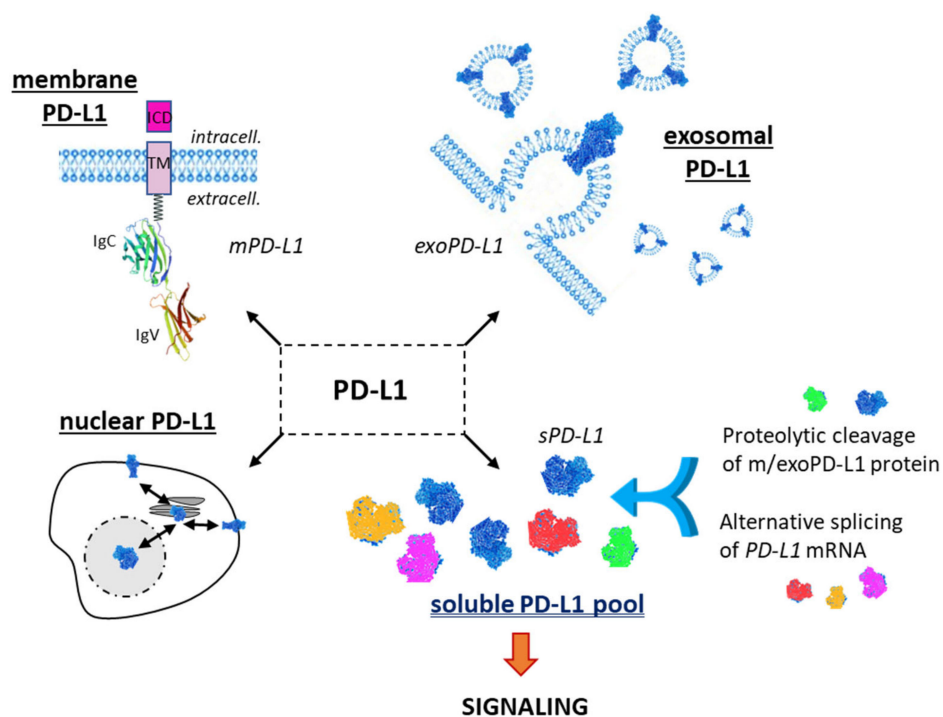 membrane
PD-L1
ICD
intracell.
TM
extracell.
IgC
mPD-L1
IgV
exosomal
PD-L1
exoPD-L1
PD-L1
nuclear PD-L1
sPD-L1
Proteolytic cleavage
of m/exoPD-L1 protein
Alternative splicing
of PD-L1 mRNA
soluble PD-L1 pool
SIGNALING